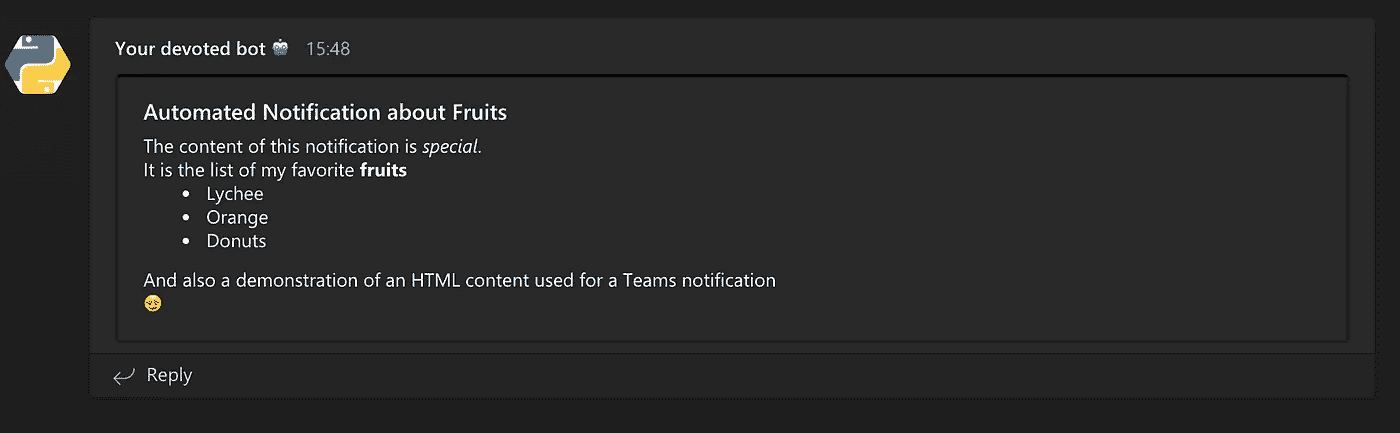 Your devoted bot 🤖 15:48
Automated Notification about Fruits
The content of this notification is special.
It is the list of my favorite fruits
• Lychee
• Orange
• Donuts
And also a demonstration of an HTML content used for a Teams notification
Reply